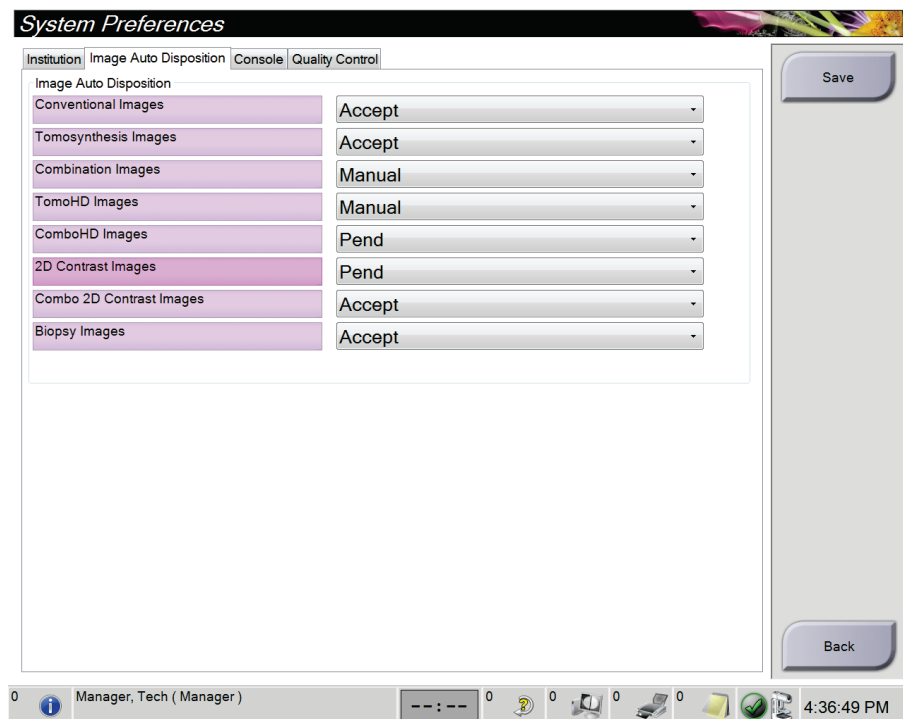 System Preferences
Institution Image Auto Disposition Console Quality Control
Save
Image Auto Disposition
Conventional Images Accept
Tomosynthesis Images Accept
Combination Images Manual
TomoHD Images Manual
ComboHD Images Pend
2D Contrast Images Pend
Combo 2D Contrast Images Accept
Biopsy Images Accept
Back
0 Manager, Tech ( Manager ) --:-- 0 0 0 0 4:36:49 PM